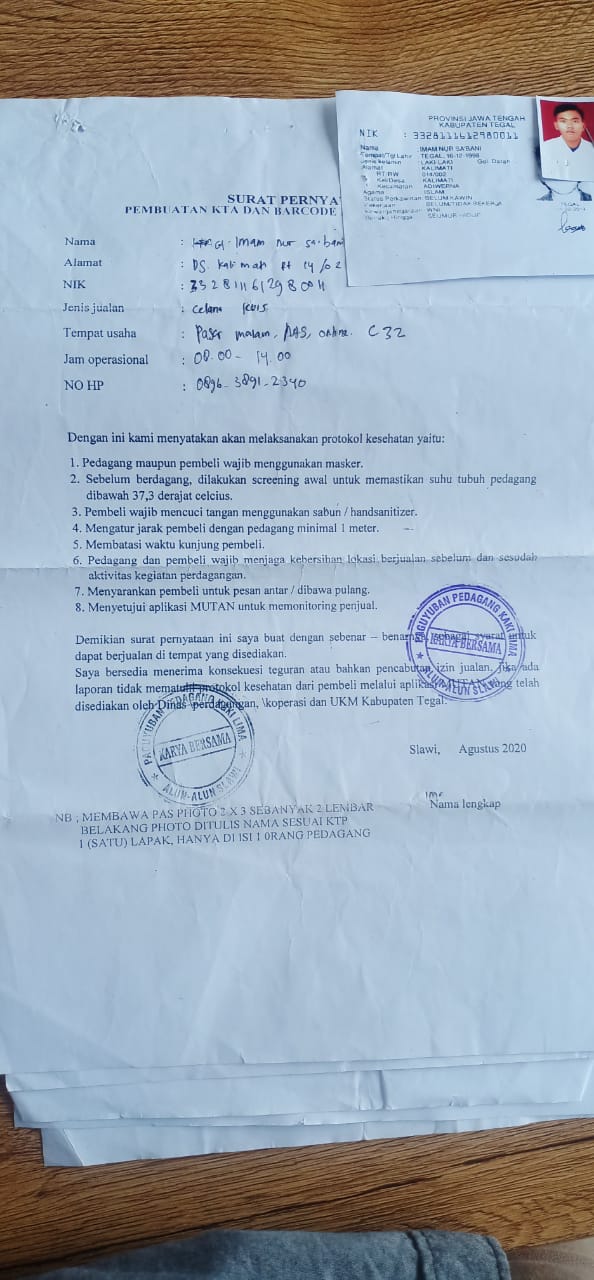 PROVINSI JAWA TENGAH
KABUPATEN TEGAL
NIK : 3328111612980011
Nama : IMAM NUR SA'BANI
Tempat/Tgl Lahir : TEGAL, 16-12-1998
Jenis kelamin : LAKI-LAKI Gol. Darah
Alamat : KALIMATI
RT/RW : 014/002
Kel/Desa : KALIMATI
Kecamatan : ADIWERNA
Agama : ISLAM
Status Perkawinan : BELUM KAWIN
Pekerjaan : BELUM/TIDAK BEKERJA
Kewarganegaraan : WNI
Berlaku Hingga : SEUMUR HIDUP
TEGAL
SURAT PERNYA
PEMBUATAN KTA DAN BARCODE
Nama : Imam nur sa'bani
Alamat : DS. Kalimati Rt 14/02
NIK : 3328111612980011
Jenis jualan : celana
Tempat usaha : Pasar malam, AAS, online. C32
Jam operasional : 08.00 - 14.00
NO HP : 0896-3891-2340
Dengan ini kami menyatakan akan melaksanakan protokol kesehatan yaitu:
1. Pedagang maupun pembeli wajib menggunakan masker.
2. Sebelum berdagang, dilakukan screening awal untuk memastikan suhu tubuh pedagang
dibawah 37,3 derajat celcius.
3. Pembeli wajib mencuci tangan menggunakan sabun / handsanitizer.
4. Mengatur jarak pembeli dengan pedagang minimal 1 meter.
5. Membatasi waktu kunjung pembeli.
6. Pedagang dan pembeli wajib menjaga kebersihan lokasi berjualan sebelum dan sesudah
aktivitas kegiatan perdagangan.
7. Menyarankan pembeli untuk pesan antar / dibawa pulang.
8. Menyetujui aplikasi MUTAN untuk memonitoring penjual.
Demikian surat pernyataan ini saya buat dengan sebenar – benarnya, sebagai syarat untuk
dapat berjualan di tempat yang disediakan.
Saya bersedia menerima konsekuesi teguran atau bahkan pencabutan izin jualan, jika ada
laporan tidak mematuhi protokol kesehatan dari pembeli melalui aplikasi MUTAN yang telah
disediakan oleh Dinas \perdagangan, \koperasi dan UKM Kabupaten Tegal.
PAGUYUBAN PEDAGANG KAKI LIMA
KARYA BERSAMA
ALUN-ALUN SLAWI
PAGUYUBAN PEDAGANG KAKI LIMA
KARYA BERSAMA
ALUN-ALUN SLAWI
Slawi, Agustus 2020
Nama lengkap
NB ; MEMBAWA PAS PHOTO 2 X 3 SEBANYAK 2 LEMBAR
BELAKANG PHOTO DITULIS NAMA SESUAI KTP
1 (SATU) LAPAK, HANYA DI ISI 1 0RANG PEDAGANG